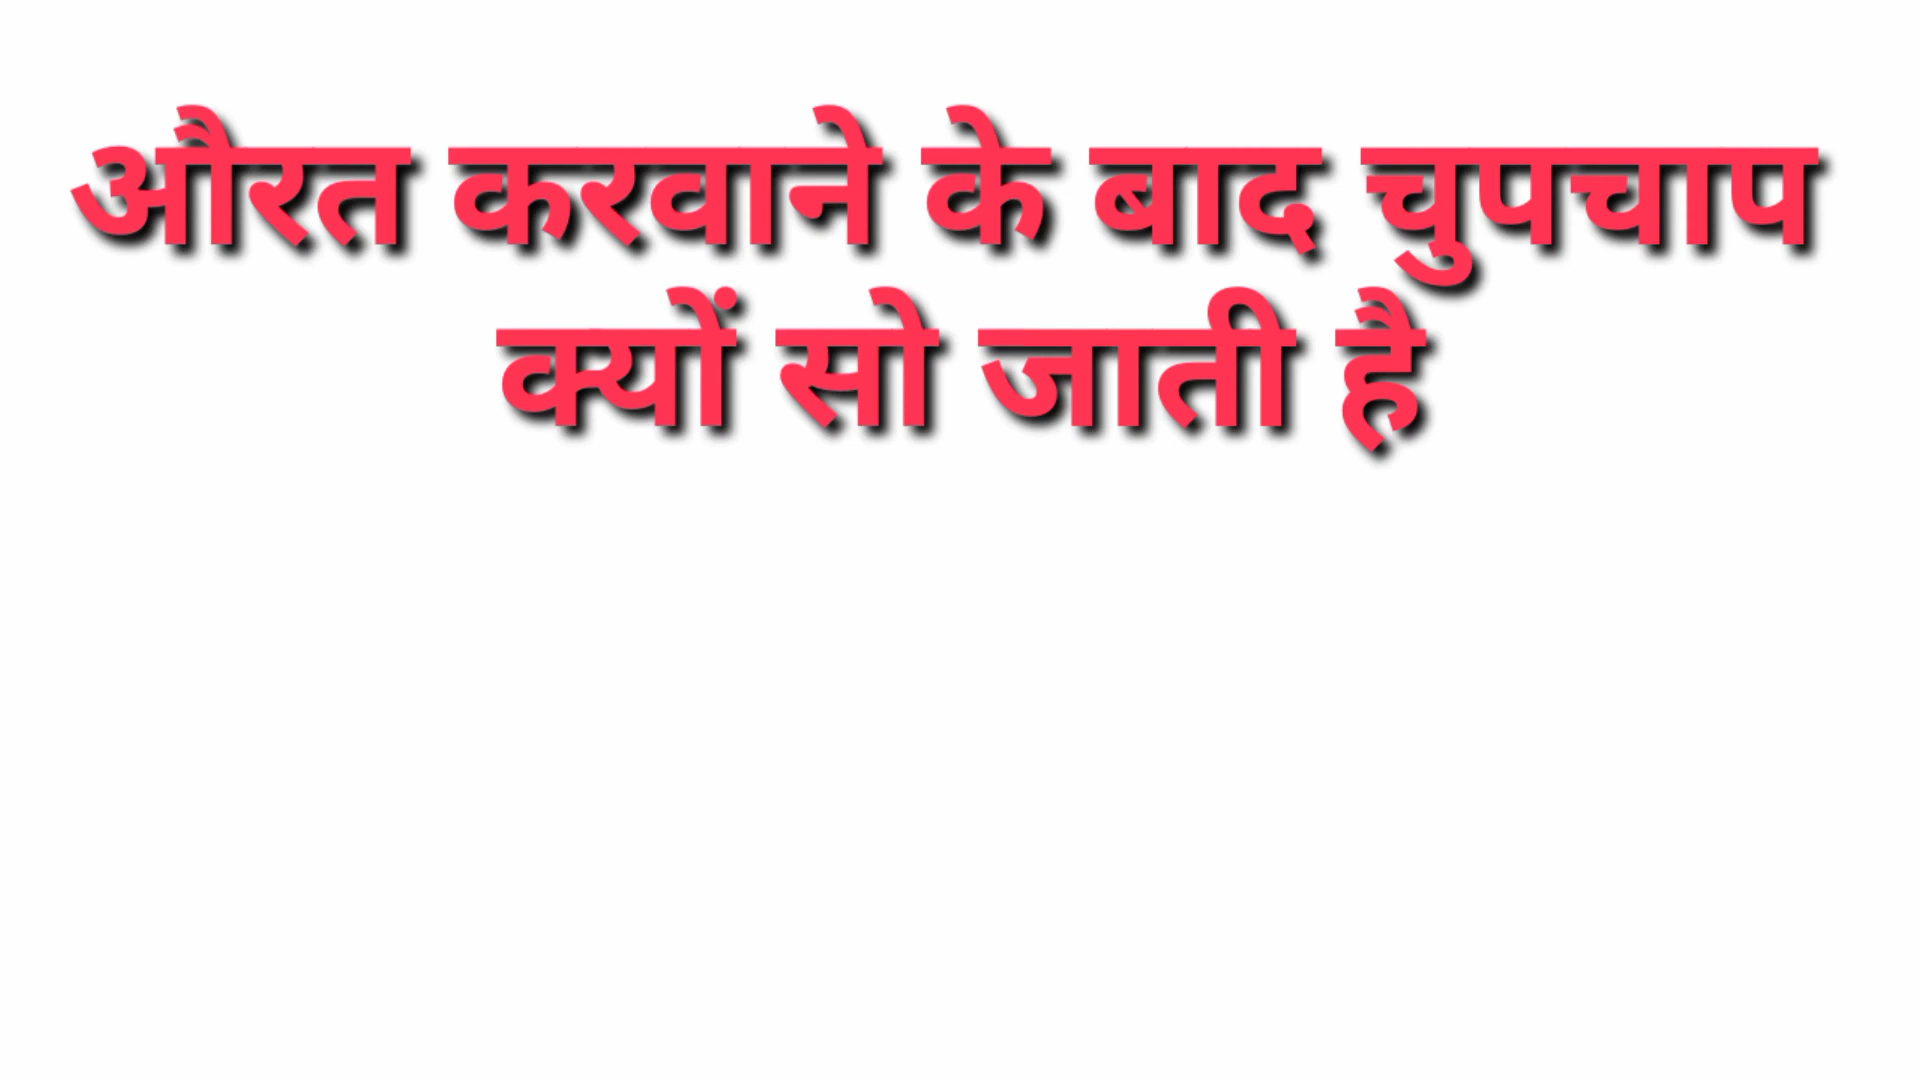 औरत करवाने के बाद चुपचाप
क्यों सो जाती है